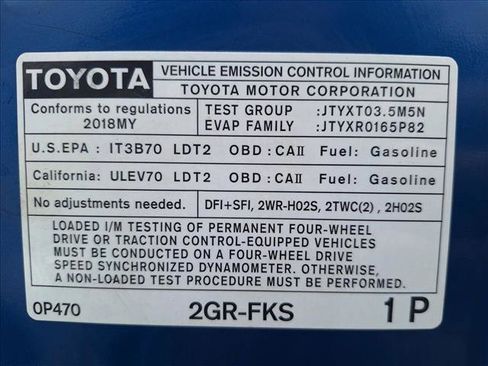 TOYOTA VEHICLE EMISSION CONTROL INFORMATION
TOYOTA MOTOR CORPORATION
Conforms to regulations TEST GROUP :JTYXT03.5M5N
2018MY EVAP FAMILY :JTYXR0165P82
U.S.EPA : IT3B70 LDT2 OBD:CAII Fuel: Gasoline
California: ULEV70 LDT2 OBD:CAII Fuel: Gasoline
No adjustments needed. DFI+SFI, 2WR-HO2S, 2TWC(2), 2HO2S
LOADED I/M TESTING OF PERMANENT FOUR-WHEEL
DRIVE OR TRACTION CONTROL-EQUIPPED VEHICLES
MUST BE CONDUCTED ON A FOUR-WHEEL DRIVE
SPEED SYNCHRONIZED DYNAMOMETER. OTHERWISE,
A NON-LOADED TEST PROCEDURE MUST BE INCLUDED
0P470 2GR-FKS 1 P